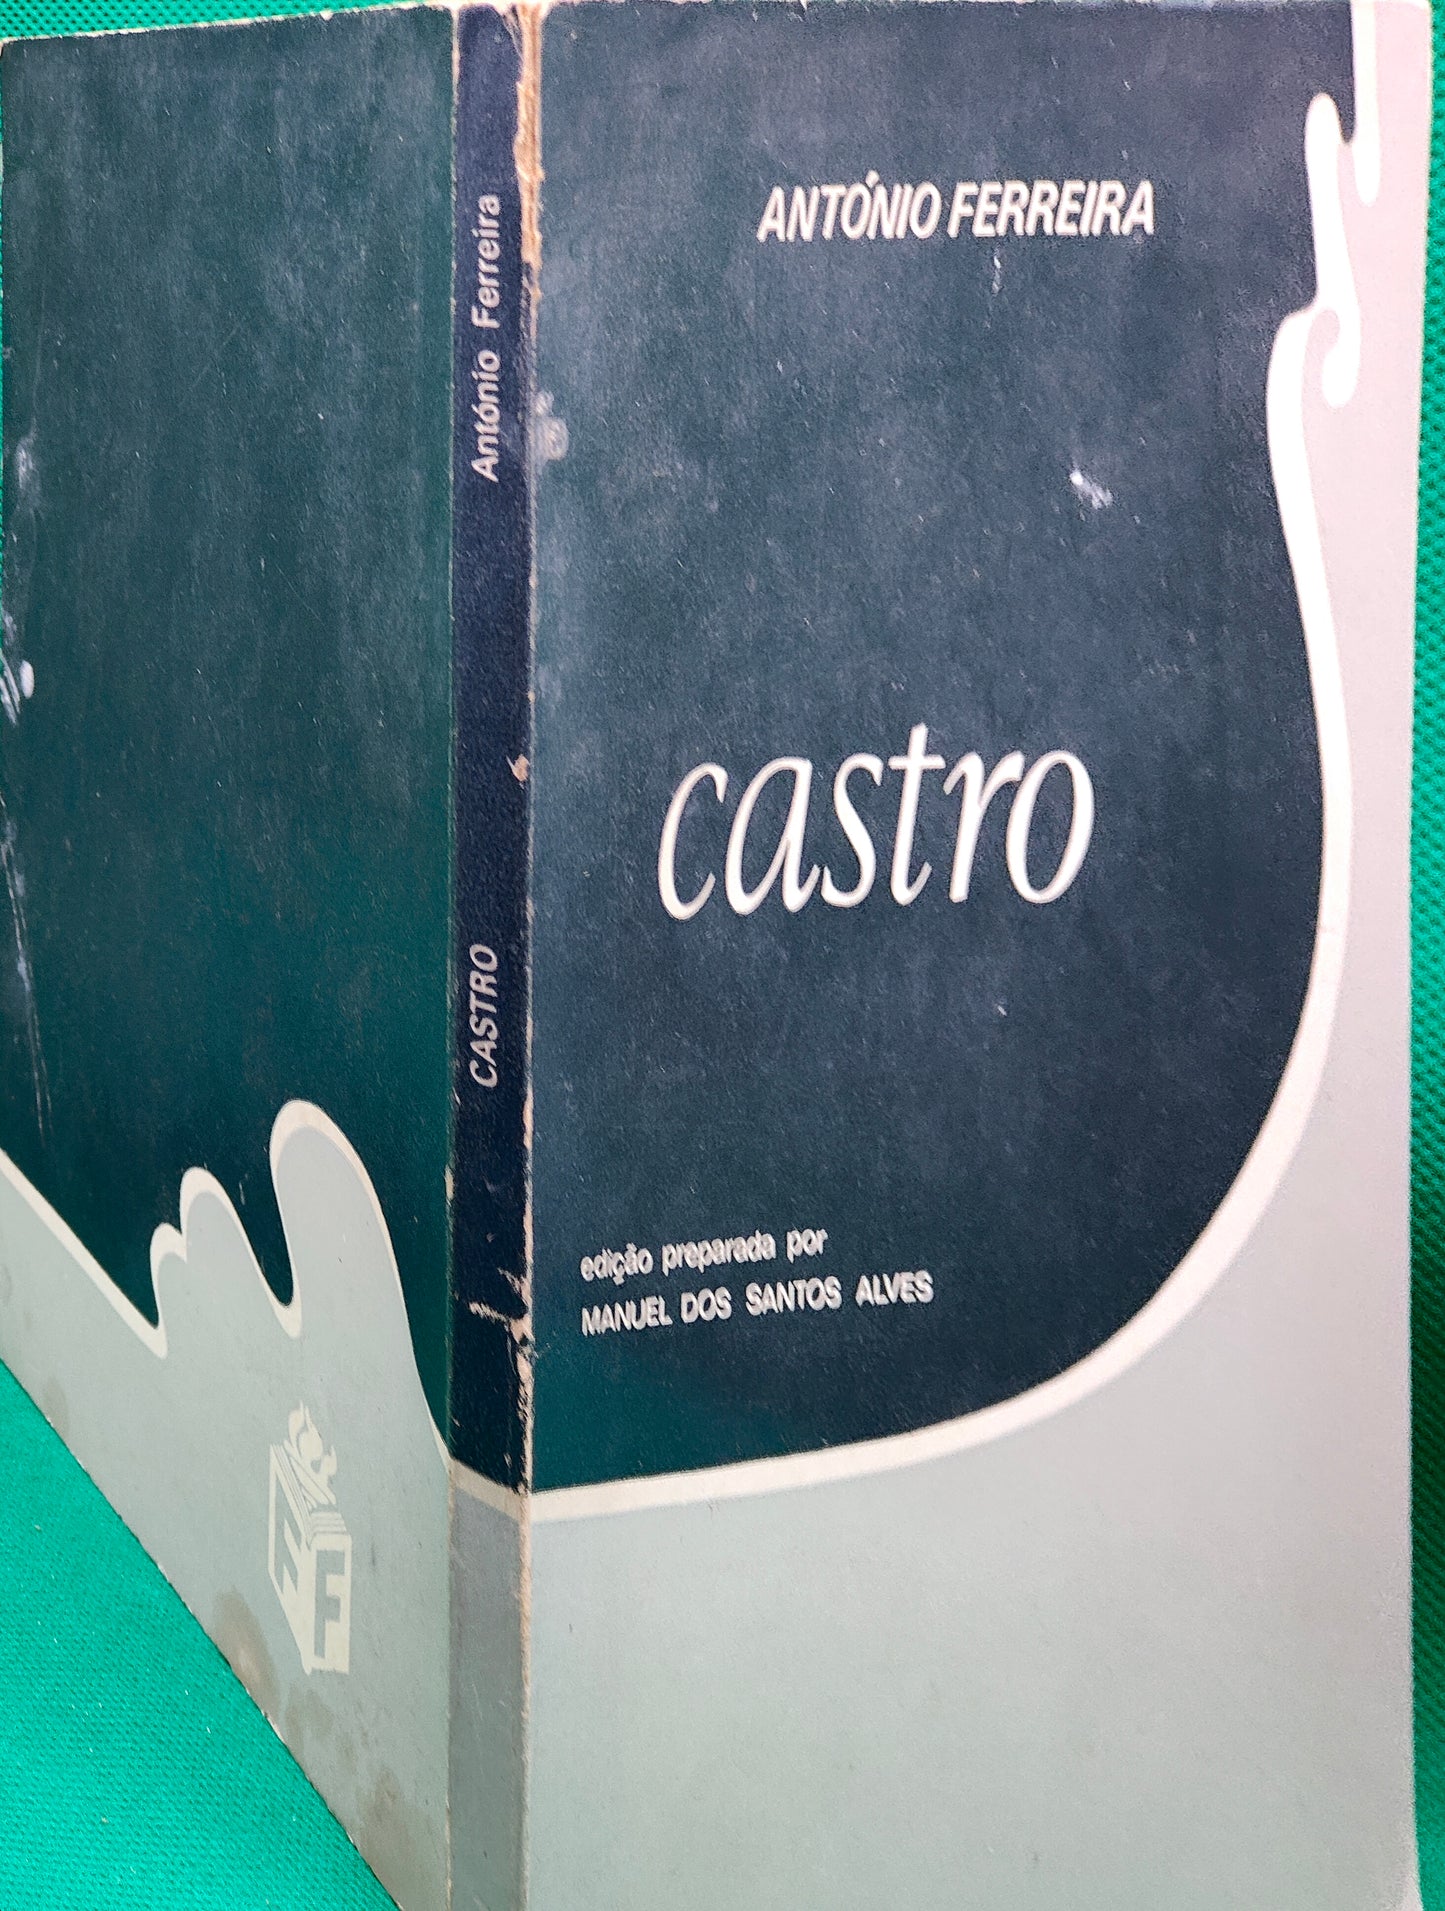 ANTÓNIO FERREIRA
castro
edição preparada por
MANUEL DOS SANTOS ALVES
António Ferreira
CASTRO
F F